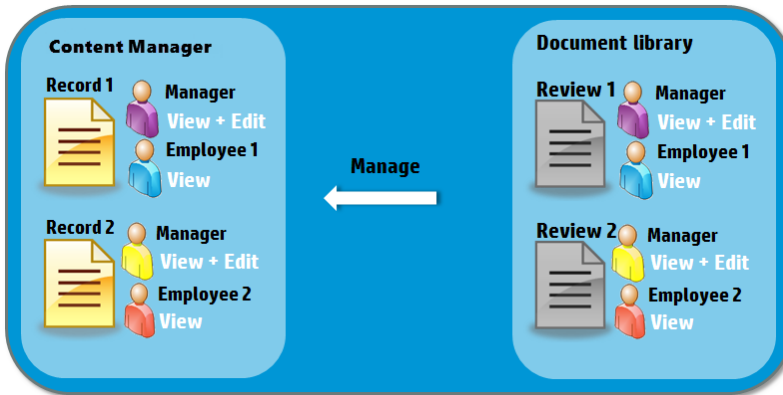 Content Manager
Record 1
Manager
View + Edit
Employee 1
View
Record 2
Manager
View + Edit
Employee 2
View
Manage
Document library
Review 1
Manager
View + Edit
Employee 1
View
Review 2
Manager
View + Edit
Employee 2
View